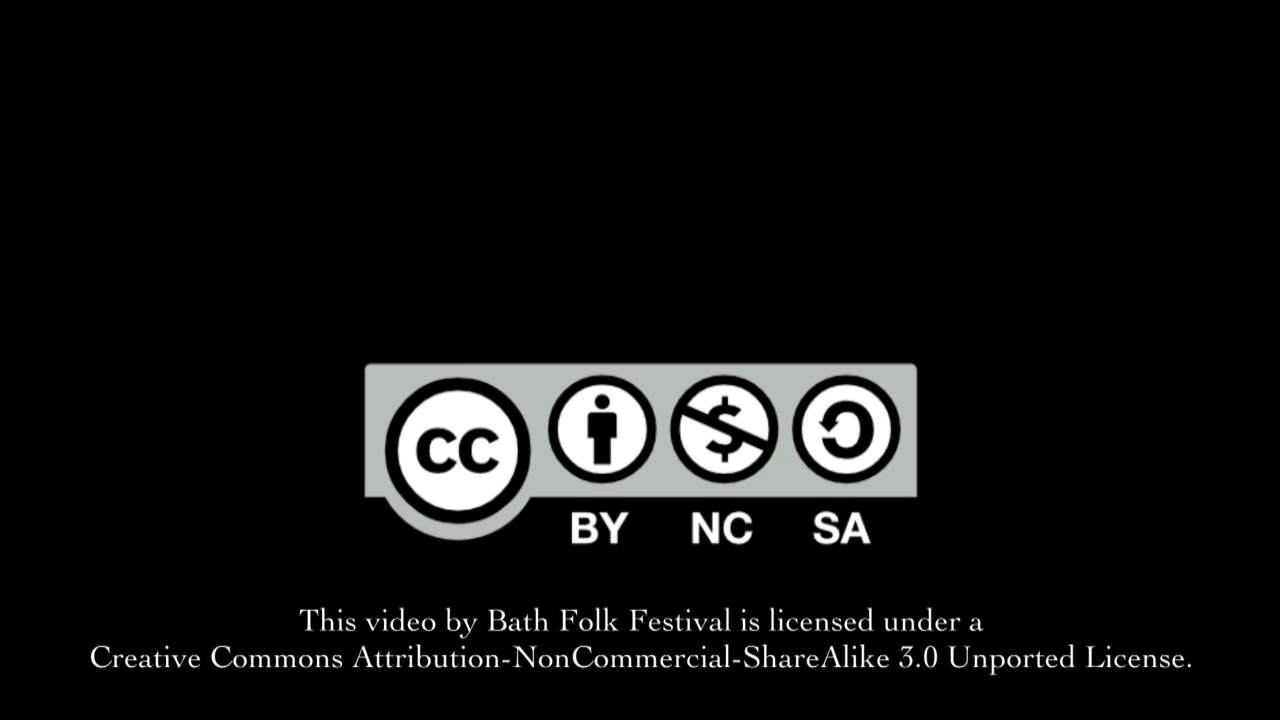 CC
BY NC SA
This video by Bath Folk Festival is licensed under a
Creative Commons Attribution-NonCommercial-ShareAlike 3.0 Unported License.